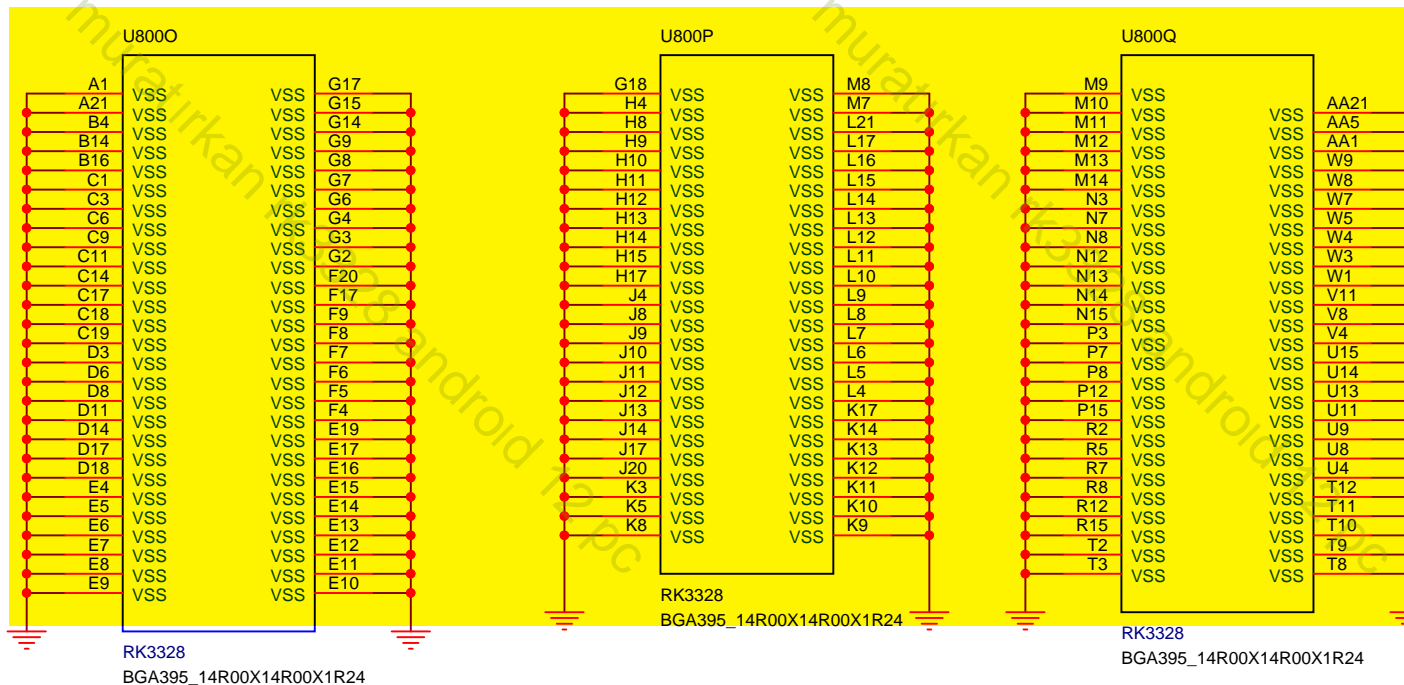 U800O
A1 VSS VSS G17
A21 VSS VSS G15
B4 VSS VSS G14
B14 VSS VSS G9
B16 VSS VSS G8
C1 VSS VSS G7
C3 VSS VSS G6
C6 VSS VSS G4
C9 VSS VSS G3
C11 VSS VSS G2
C14 VSS VSS F20
C17 VSS VSS F17
C18 VSS VSS F9
C19 VSS VSS F8
D3 VSS VSS F7
D6 VSS VSS F6
D8 VSS VSS F5
D11 VSS VSS F4
D14 VSS VSS E19
D17 VSS VSS E17
D18 VSS VSS E16
E4 VSS VSS E15
E5 VSS VSS E14
E6 VSS VSS E13
E7 VSS VSS E12
E8 VSS VSS E11
E9 VSS VSS E10
RK3328
BGA395_14R00X14R00X1R24
U800P
G18 VSS VSS M8
H4 VSS VSS M7
H8 VSS VSS L21
H9 VSS VSS L17
H10 VSS VSS L16
H11 VSS VSS L15
H12 VSS VSS L14
H13 VSS VSS L13
H14 VSS VSS L12
H15 VSS VSS L11
H17 VSS VSS L10
J4 VSS VSS L9
J8 VSS VSS L8
J9 VSS VSS L7
J10 VSS VSS L6
J11 VSS VSS L5
J12 VSS VSS L4
J13 VSS VSS K17
J14 VSS VSS K14
J17 VSS VSS K13
J20 VSS VSS K12
K3 VSS VSS K11
K5 VSS VSS K10
K8 VSS VSS K9
RK3328
BGA395_14R00X14R00X1R24
U800Q
M9 VSS
M10 VSS VSS AA21
M11 VSS VSS AA5
M12 VSS VSS AA1
M13 VSS VSS W9
M14 VSS VSS W8
N3 VSS VSS W7
N7 VSS VSS W5
N8 VSS VSS W4
N12 VSS VSS W3
N13 VSS VSS W1
N14 VSS VSS V11
N15 VSS VSS V8
P3 VSS VSS V4
P7 VSS VSS U15
P8 VSS VSS U14
P12 VSS VSS U13
P15 VSS VSS U11
R2 VSS VSS U9
R5 VSS VSS U8
R7 VSS VSS U4
R8 VSS VSS T12
R12 VSS VSS T11
R15 VSS VSS T10
T2 VSS VSS T9
T3 VSS VSS T8
RK3328
BGA395_14R00X14R00X1R24
muratırkan rk3328 androıd 12 pc
muratırkan rk3328 androıd 12 pc